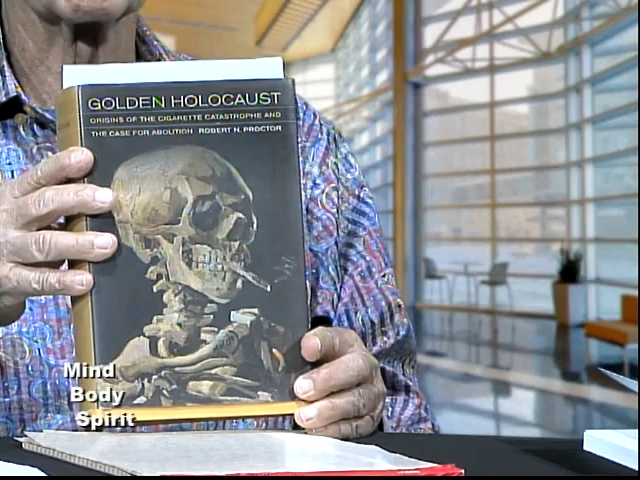 GOLDEN HOLOCAUST
ORIGINS OF THE CIGARETTE CATASTROPHE AND
THE CASE FOR ABOLITION ROBERT N. PROCTOR
Mind
Body
Spirit